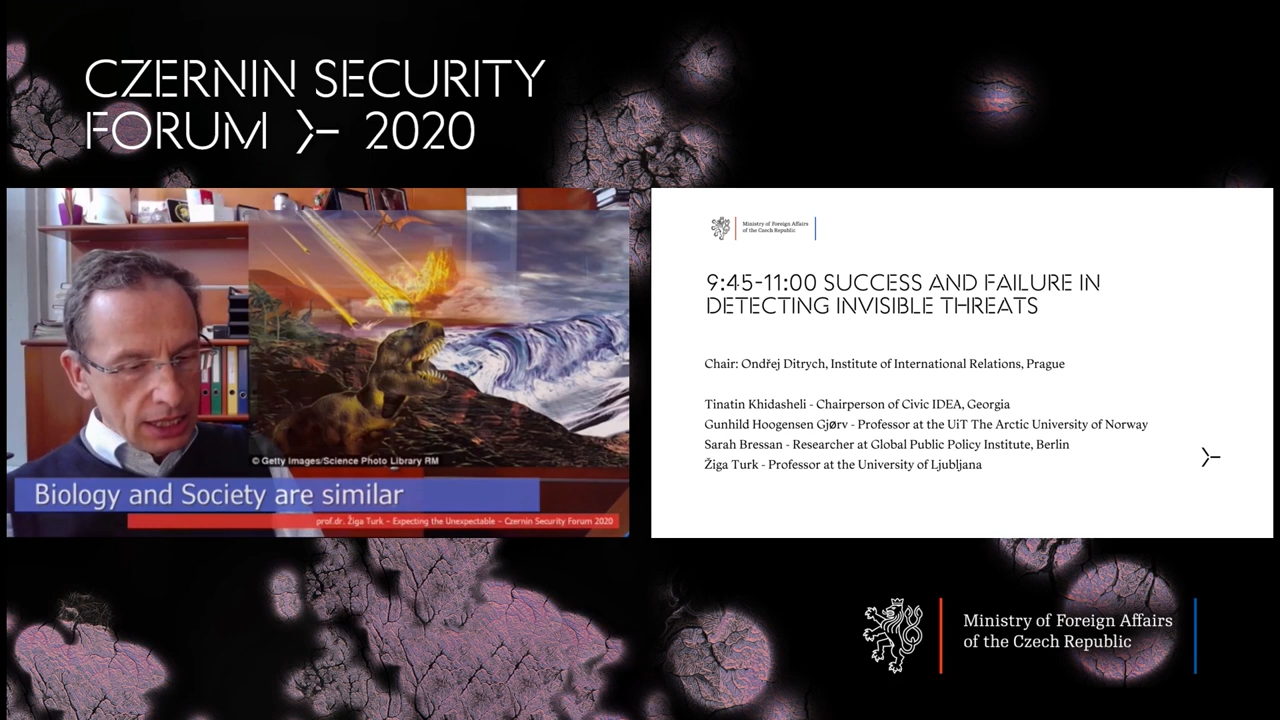 CZERNIN SECURITY
FORUM >- 2020
© Getty Images/Science Photo Library RM
Biology and Society are similar
prof.dr. Žiga Turk – Expecting the Unexpectable – Czernin Security Forum 2020
Ministry of Foreign Affairs
of the Czech Republic
9:45-11:00 SUCCESS AND FAILURE IN
DETECTING INVISIBLE THREATS
Chair: Ondřej Ditrych, Institute of International Relations, Prague
Tinatin Khidasheli - Chairperson of Civic IDEA, Georgia
Gunhild Hoogensen Gjørv - Professor at the UiT The Arctic University of Norway
Sarah Bressan - Researcher at Global Public Policy Institute, Berlin
Žiga Turk - Professor at the University of Ljubljana
Ministry of Foreign Affairs
of the Czech Republic